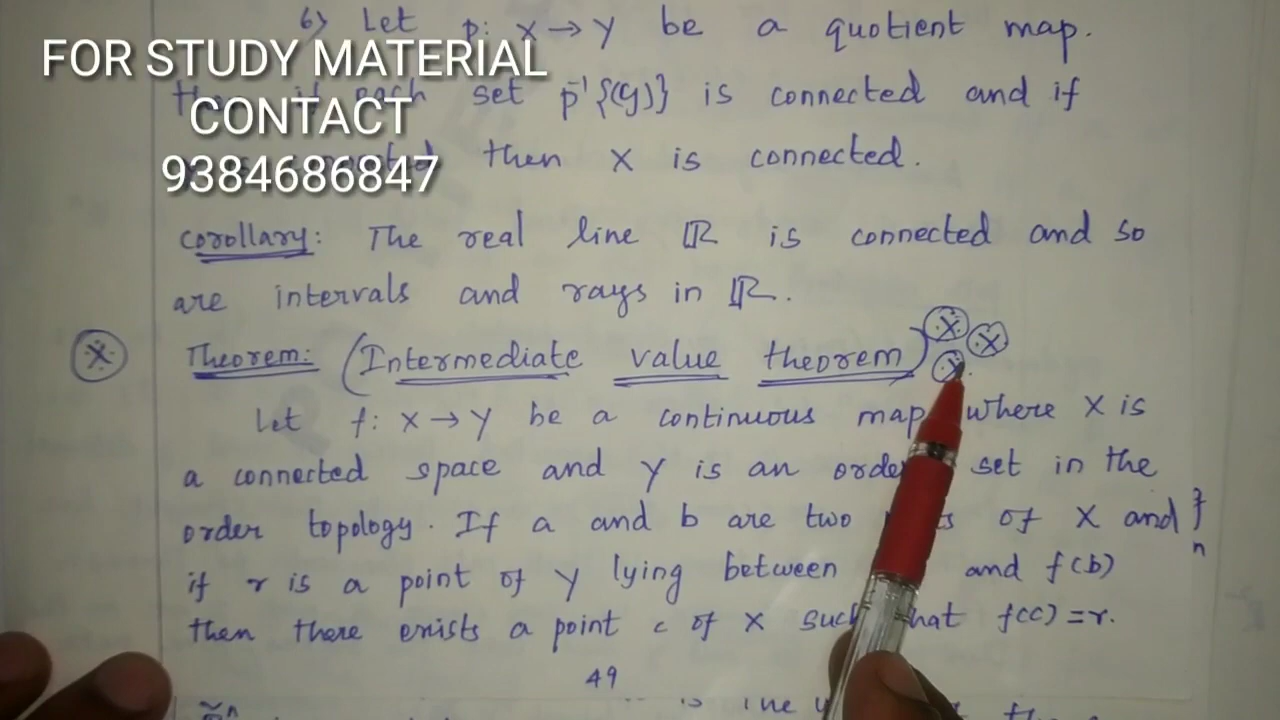 6) Let p: X → Y be a quotient map.
FOR STUDY MATERIAL
each set p⁻¹{(y)} is connected and if
CONTACT
then X is connected.
9384686847
Corollary: The real line ℝ is connected and so
are intervals and rays in ℝ.
Theorem: (Intermediate value theorem)
Let f: X → Y be a continuous map where X is
a connected space and Y is an order set in the
order topology. If a and b are two of X and
if r is a point of Y lying between and f(b)
then there exists a point c of X such that f(c) = r.
49